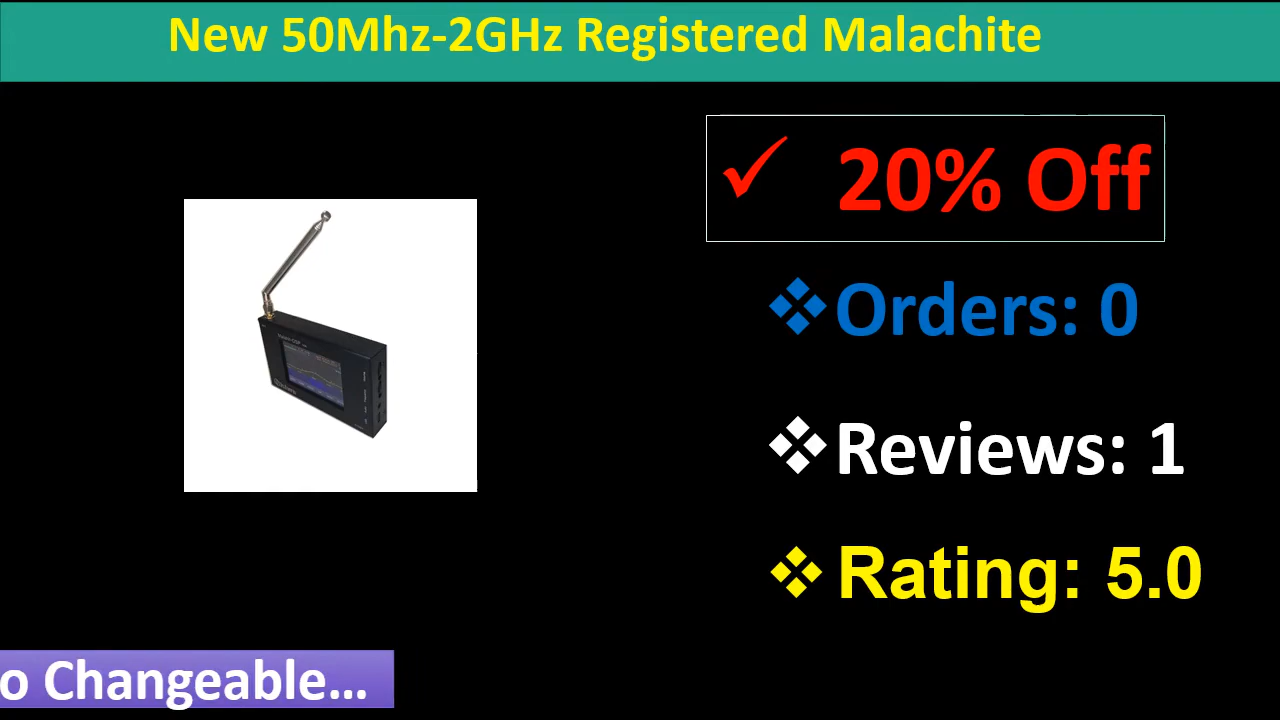 New 50Mhz-2GHz Registered Malachite
✓ 20% Off
❖Orders: 0
❖Reviews: 1
❖ Rating: 5.0
o Changeable...